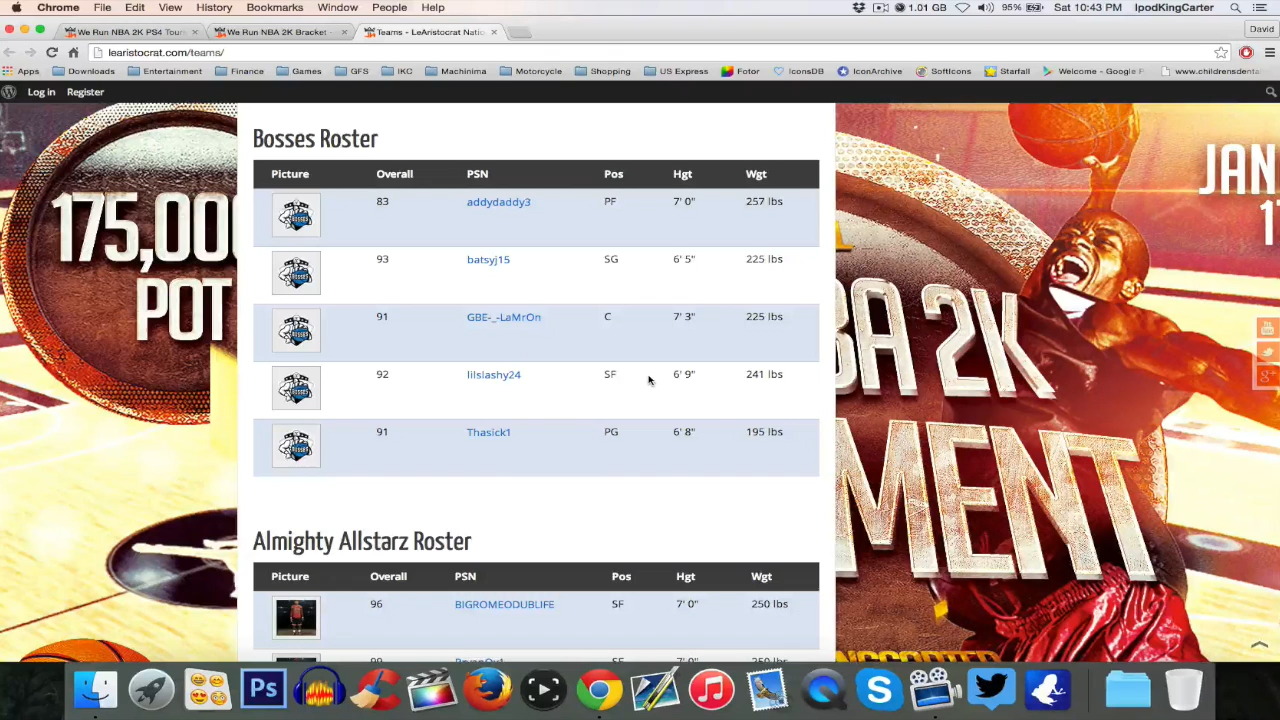 Chrome File Edit View History Bookmarks Window People Help 1.01 GB 95% Sat 10:43 PM IpodKingCarter
We Run NBA 2K PS4 Tour We Run NBA 2K Bracket - Teams - LeAristocrat Natio David
learistocrat.com/teams/
Apps Downloads Entertainment Finance Games GFS IKC Machinima Motorcycle Shopping US Express Fotor IconsDB IconArchive SoftIcons Starfall Welcome - Google F www.childrensdenta
Log in Register
Bosses Roster
Picture Overall PSN Pos Hgt Wgt
83 addydaddy3 PF 7' 0" 257 lbs
93 batsyj15 SG 6' 5" 225 lbs
91 GBE-_-LaMrOn C 7' 3" 225 lbs
92 lilslashy24 SF 6' 9" 241 lbs
91 Thasick1 PG 6' 8" 195 lbs
Almighty Allstarz Roster
Picture Overall PSN Pos Hgt Wgt
96 BIGROMEODUBLIFE SF 7' 0" 250 lbs
175,00
POT
JAN
1
BA 2K
MENT
Ps
S
You